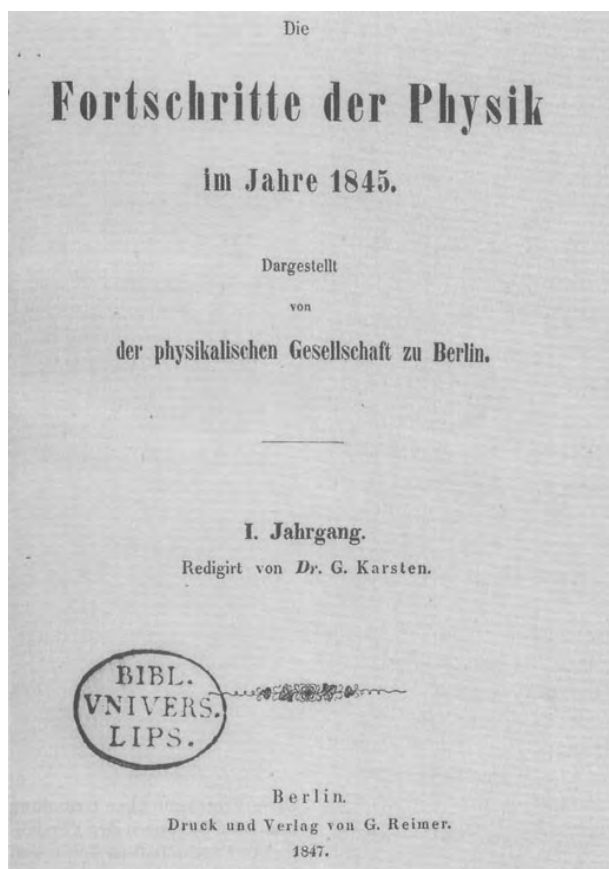 Die
Fortschritte der Physik
im Jahre 1845.
Dargestellt
von
der physikalischen Gesellschaft zu Berlin.
I. Jahrgang.
Redigirt von Dr. G. Karsten.
BIBL.
VNIVERS.
LIPS.
Berlin.
Druck und Verlag von G. Reimer.
1847.